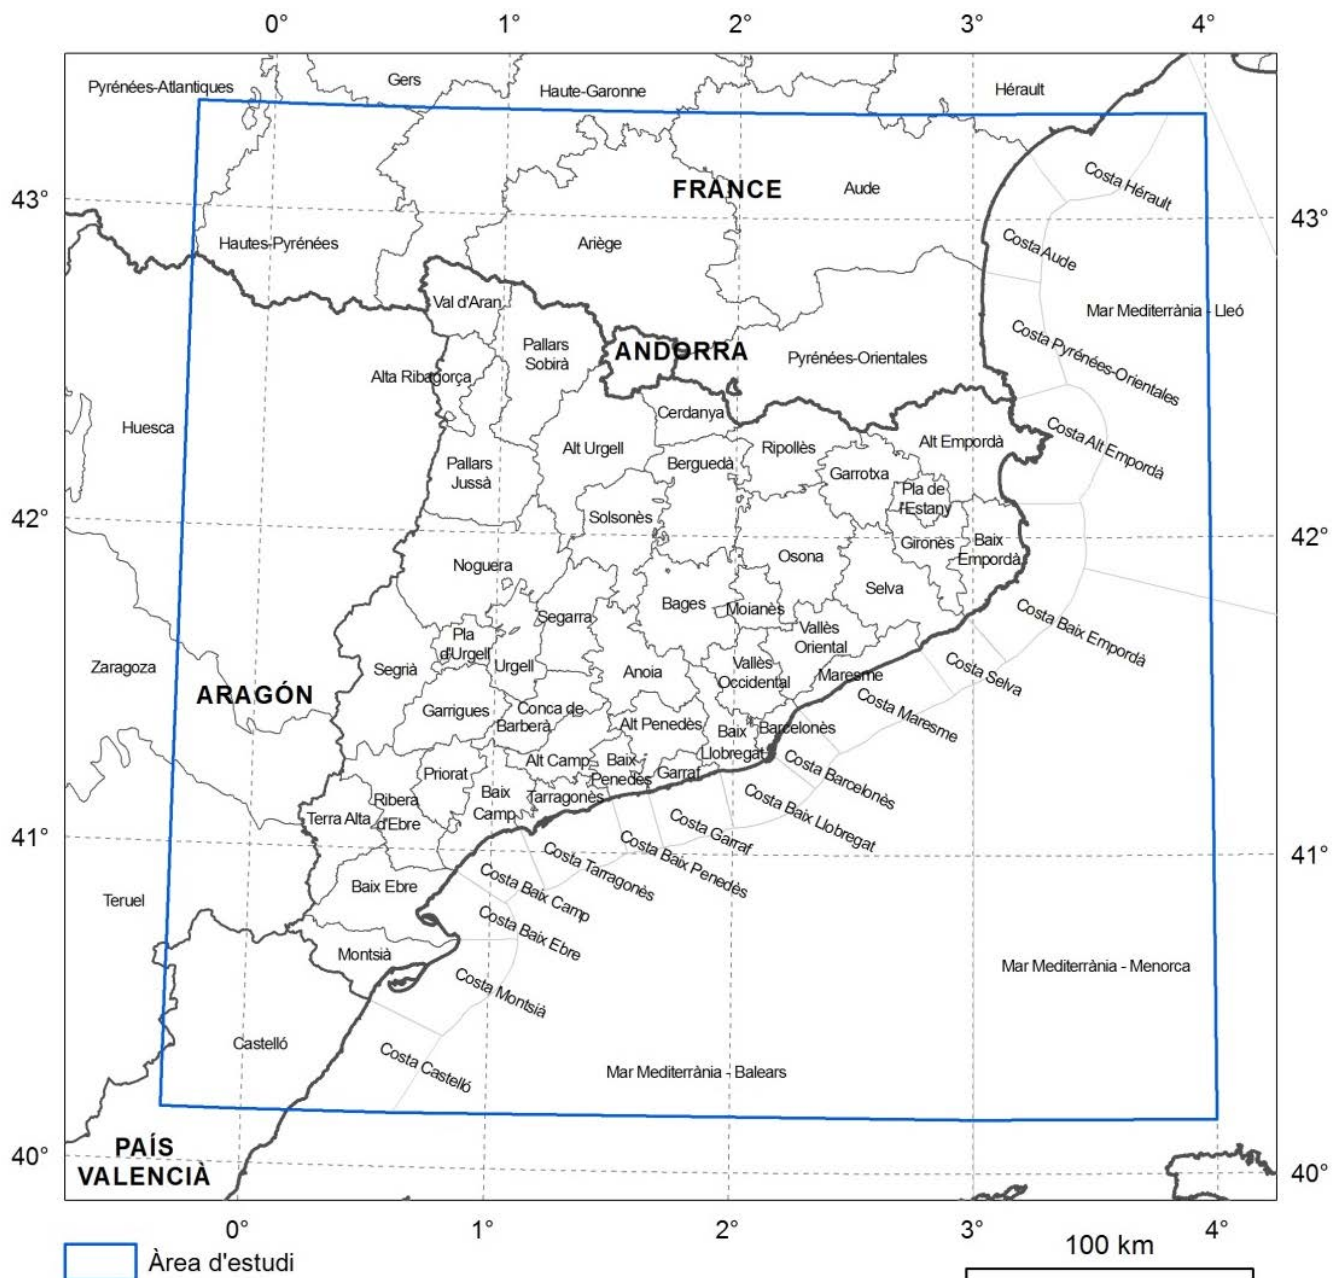 0° 1° 2° 3° 4°
Pyrénées-Atlantiques
Gers
Haute-Garonne
Hérault
43°
43°
FRANCE
Aude
Costa Hérault
Hautes-Pyrénées
Ariège
Costa Aude
Val d'Aran
Mar Mediterrània - Lleó
Pallars
Sobirà
ANDORRA
Pyrénées-Orientales
Costa Pyrénées-Orientales
Alta Ribagorça
Cerdanya
Huesca
Alt Urgell
Ripollès
Alt Empordà
Costa Alt Empordà
Pallars
Jussà
Berguedà
Garrotxa
Pla de
l'Estany
42°
42°
Solsonès
Noguera
Osona
Gironès
Baix
Empordà
Segarra
Bages
Moianès
Selva
Costa Baix Empordà
Vallès
Oriental
Pla
d'Urgell
Zaragoza
Segrià
Urgell
Anoia
Vallès
Occidental
Maresme
Costa Selva
ARAGÓN
Garrigues
Conca de
Barberà
Alt Penedès
Baix
Llobregat
Barcelonès
Costa Maresme
Priorat
Alt Camp
Baix
Penedès
Garraf
Costa Barcelonès
Terra Alta
Ribera
d'Ebre
Baix
Camp
Tarragonès
Costa Baix Llobregat
Costa Garraf
41°
41°
Costa Baix Penedès
Costa Tarragonès
Teruel
Baix Ebre
Costa Baix Camp
Costa Baix Ebre
Montsià
Costa Montsià
Mar Mediterrània - Menorca
Castelló
Costa Castelló
Mar Mediterrània - Balears
PAÍS
VALENCIÀ
40°
40°
0° 1° 2° 3° 4°
Àrea d'estudi
100 km